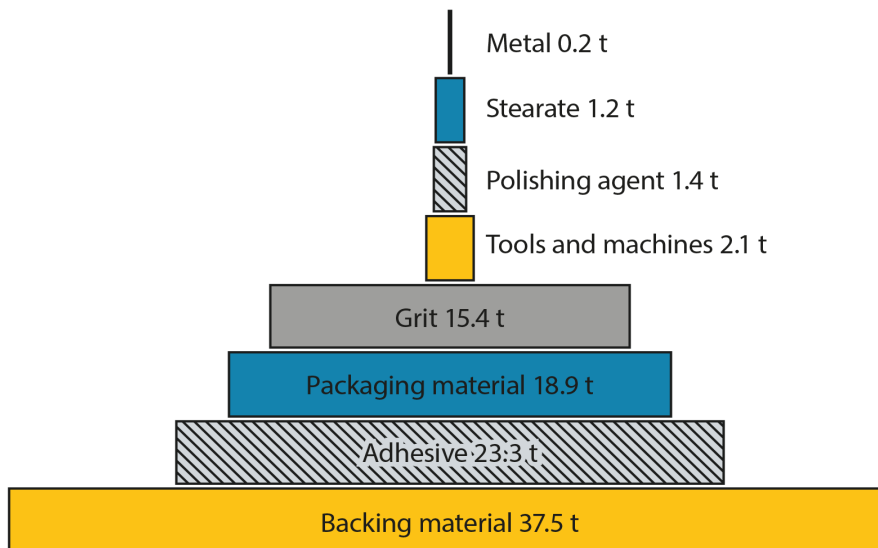 Metal 0.2 t
Stearate 1.2 t
Polishing agent 1.4 t
Tools and machines 2.1 t
Grit 15.4 t
Packaging material 18.9 t
Adhesive 23.3 t
Backing material 37.5 t